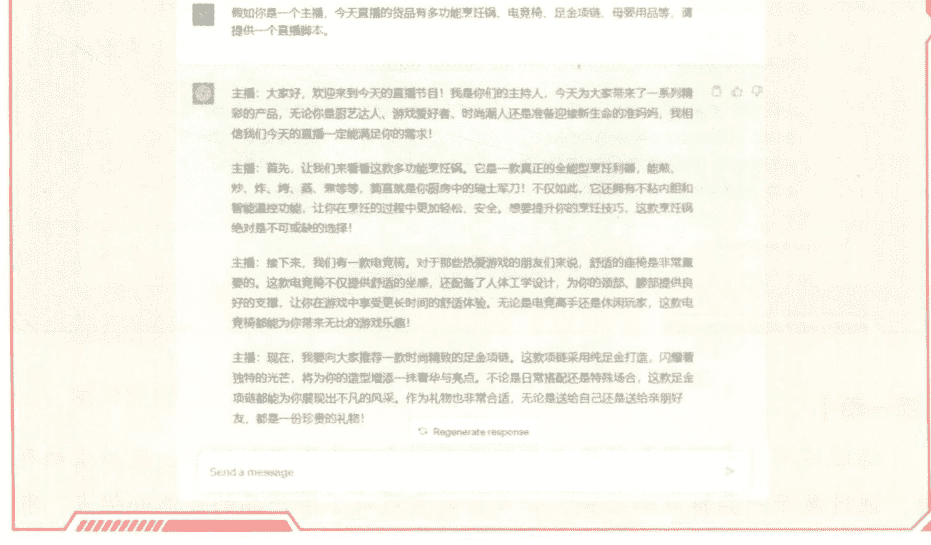 假如你是一个主播，今天直播的货品有多功能烹饪锅、电竞椅、足金项链、母婴用品等，请
提供一个直播脚本。
主播：大家好，欢迎来到今天的直播节目！我是你们的主持人，今天为大家带来了一系列精
彩的产品，无论你是厨艺达人、游戏爱好者、时尚潮人还是准备迎接新生命的准妈妈，我相
信我们今天的直播一定能满足你的需求！
主播：首先，让我们来看看这款多功能烹饪锅。它是一款真正的全能型烹饪利器，能煎、
炒、炸、烤、蒸、煮等等，简直就是你厨房中的瑞士军刀！不仅如此，它还拥有不粘内胆和
智能温控功能，让你在烹饪的过程中更加轻松、安全。想要提升你的烹饪技巧，这款烹饪锅
绝对是不可或缺的选择！
主播：接下来，我们有一款电竞椅。对于那些热爱游戏的朋友们来说，舒适的座椅是非常重
要的。这款电竞椅不仅提供舒适的坐感，还配备了人体工学设计，为你的颈部、腰部提供良
好的支撑，让你在游戏中享受更长时间的舒适体验。无论是电竞高手还是休闲玩家，这款电
竞椅都能为你带来无比的游戏乐趣！
主播：现在，我要向大家推荐一款时尚精致的足金项链。这款项链采用纯足金打造，闪耀着
独特的光芒，将为你的造型增添一抹奢华与亮点。不论是日常搭配还是特殊场合，这款足金
项链都能为你展现出不凡的风采。作为礼物也非常合适，无论是送给自己还是送给亲朋好
友，都是一份珍贵的礼物！
Regenerate response
Send a message